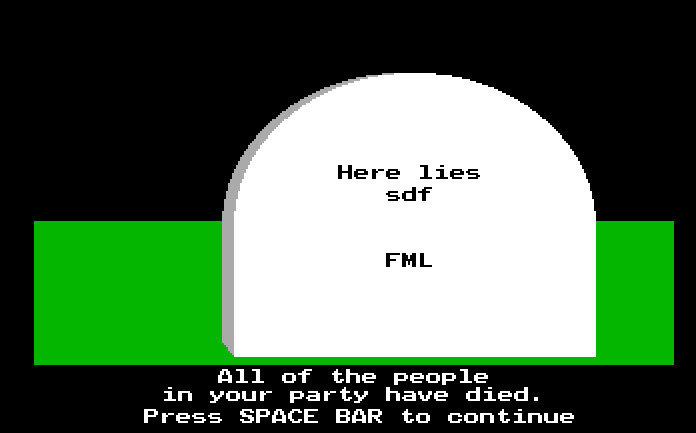 Here lies
sdf
FML
All of the people
in your party have died.
Press SPACE BAR to continue